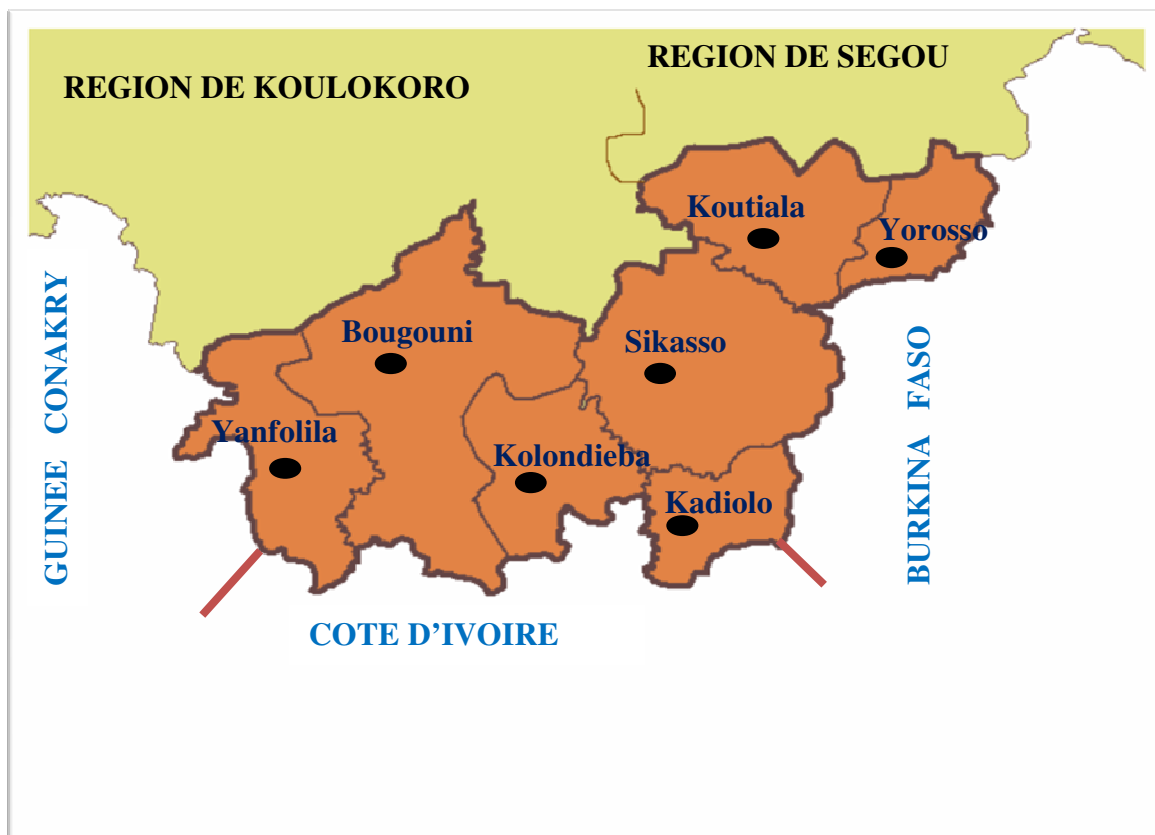 REGION DE SEGOU
REGION DE KOULOKORO
Koutiala
Yorosso
Bougouni
Sikasso
Yanfolila
Kolondieba
Kadiolo
GUINEE CONAKRY
BURKINA FASO
COTE D’IVOIRE